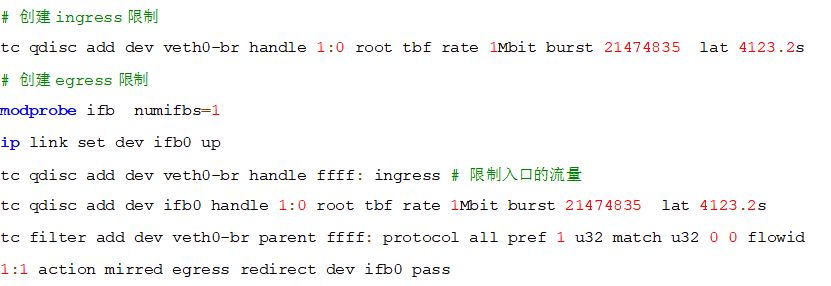 # 创建 ingress 限制
tc qdisc add dev veth0-br handle 1:0 root tbf rate 1Mbit burst 21474835  lat 4123.2s
# 创建 egress 限制
modprobe ifb  numifbs=1
ip link set dev ifb0 up
tc qdisc add dev veth0-br handle ffff: ingress # 限制入口的流量
tc qdisc add dev ifb0 handle 1:0 root tbf rate 1Mbit burst 21474835  lat 4123.2s
tc filter add dev veth0-br parent ffff: protocol all pref 1 u32 match u32 0 0 flowid
1:1 action mirred egress redirect dev ifb0 pass